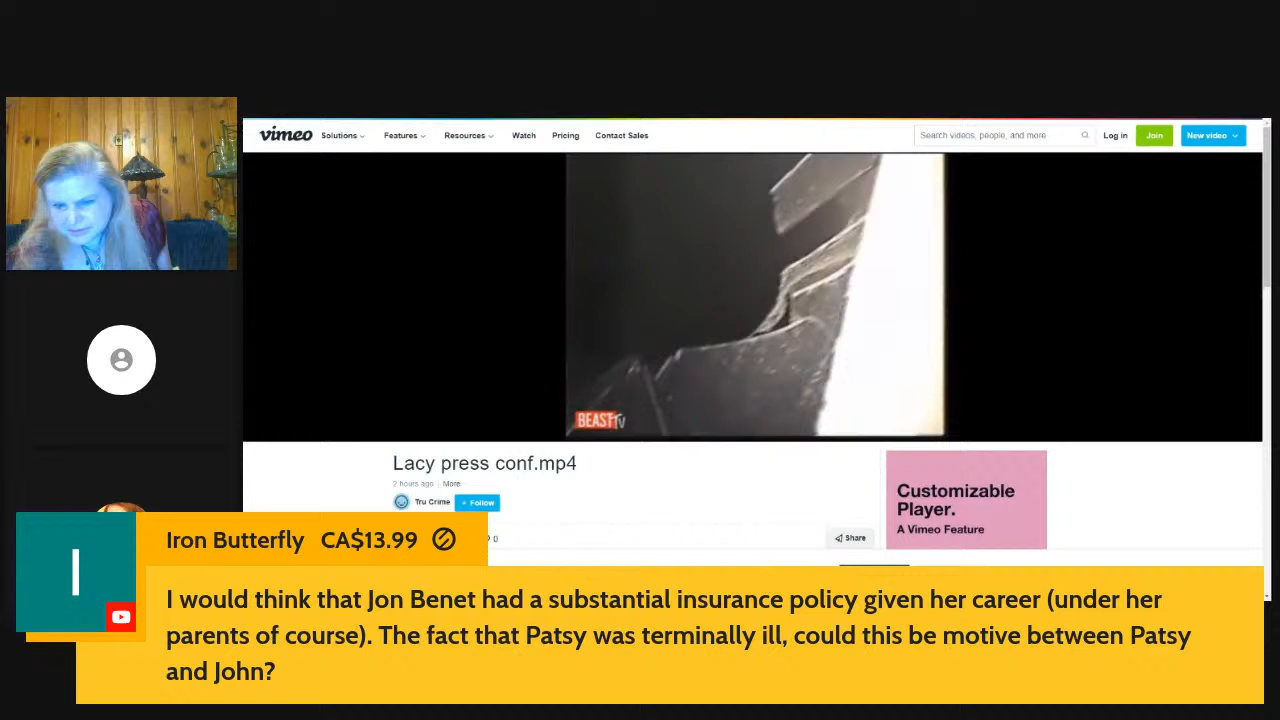 vimeo Solutions Features Resources Watch Pricing Contact Sales Search videos, people, and more Log in Join New video
BEAST TV
Lacy press conf.mp4
2 hours ago More
Tru Crime + Follow
0
Share
Customizable
Player.
A Vimeo Feature
I
Iron Butterfly CA$13.99
I would think that Jon Benet had a substantial insurance policy given her career (under her
parents of course). The fact that Patsy was terminally ill, could this be motive between Patsy
and John?